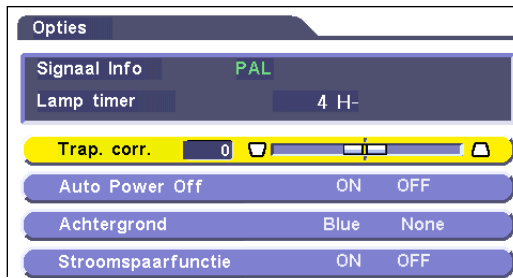 Opties
Signaal Info PAL
Lamp timer 4 H-
Trap. corr. 0
Auto Power Off ON OFF
Achtergrond Blue None
Stroomspaarfunctie ON OFF